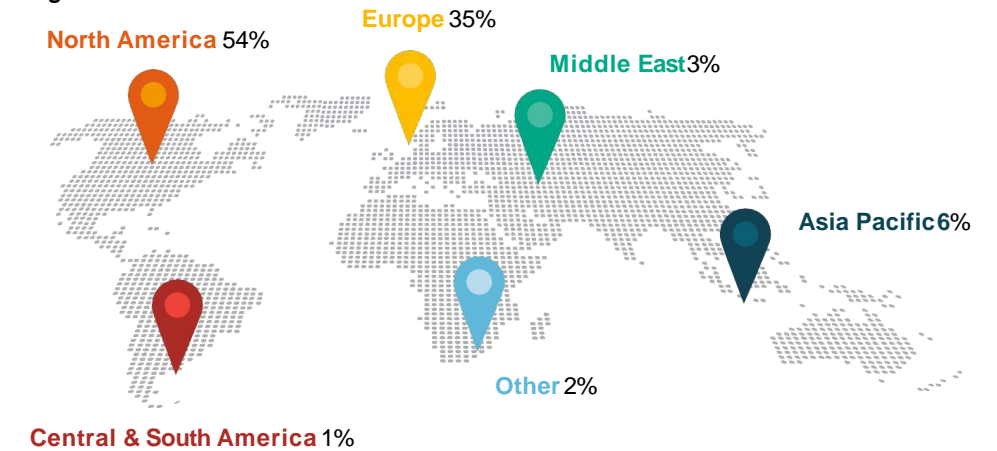 Europe 35%
North America 54%
Middle East3%
Asia Pacific6%
Other 2%
Central & South America 1%